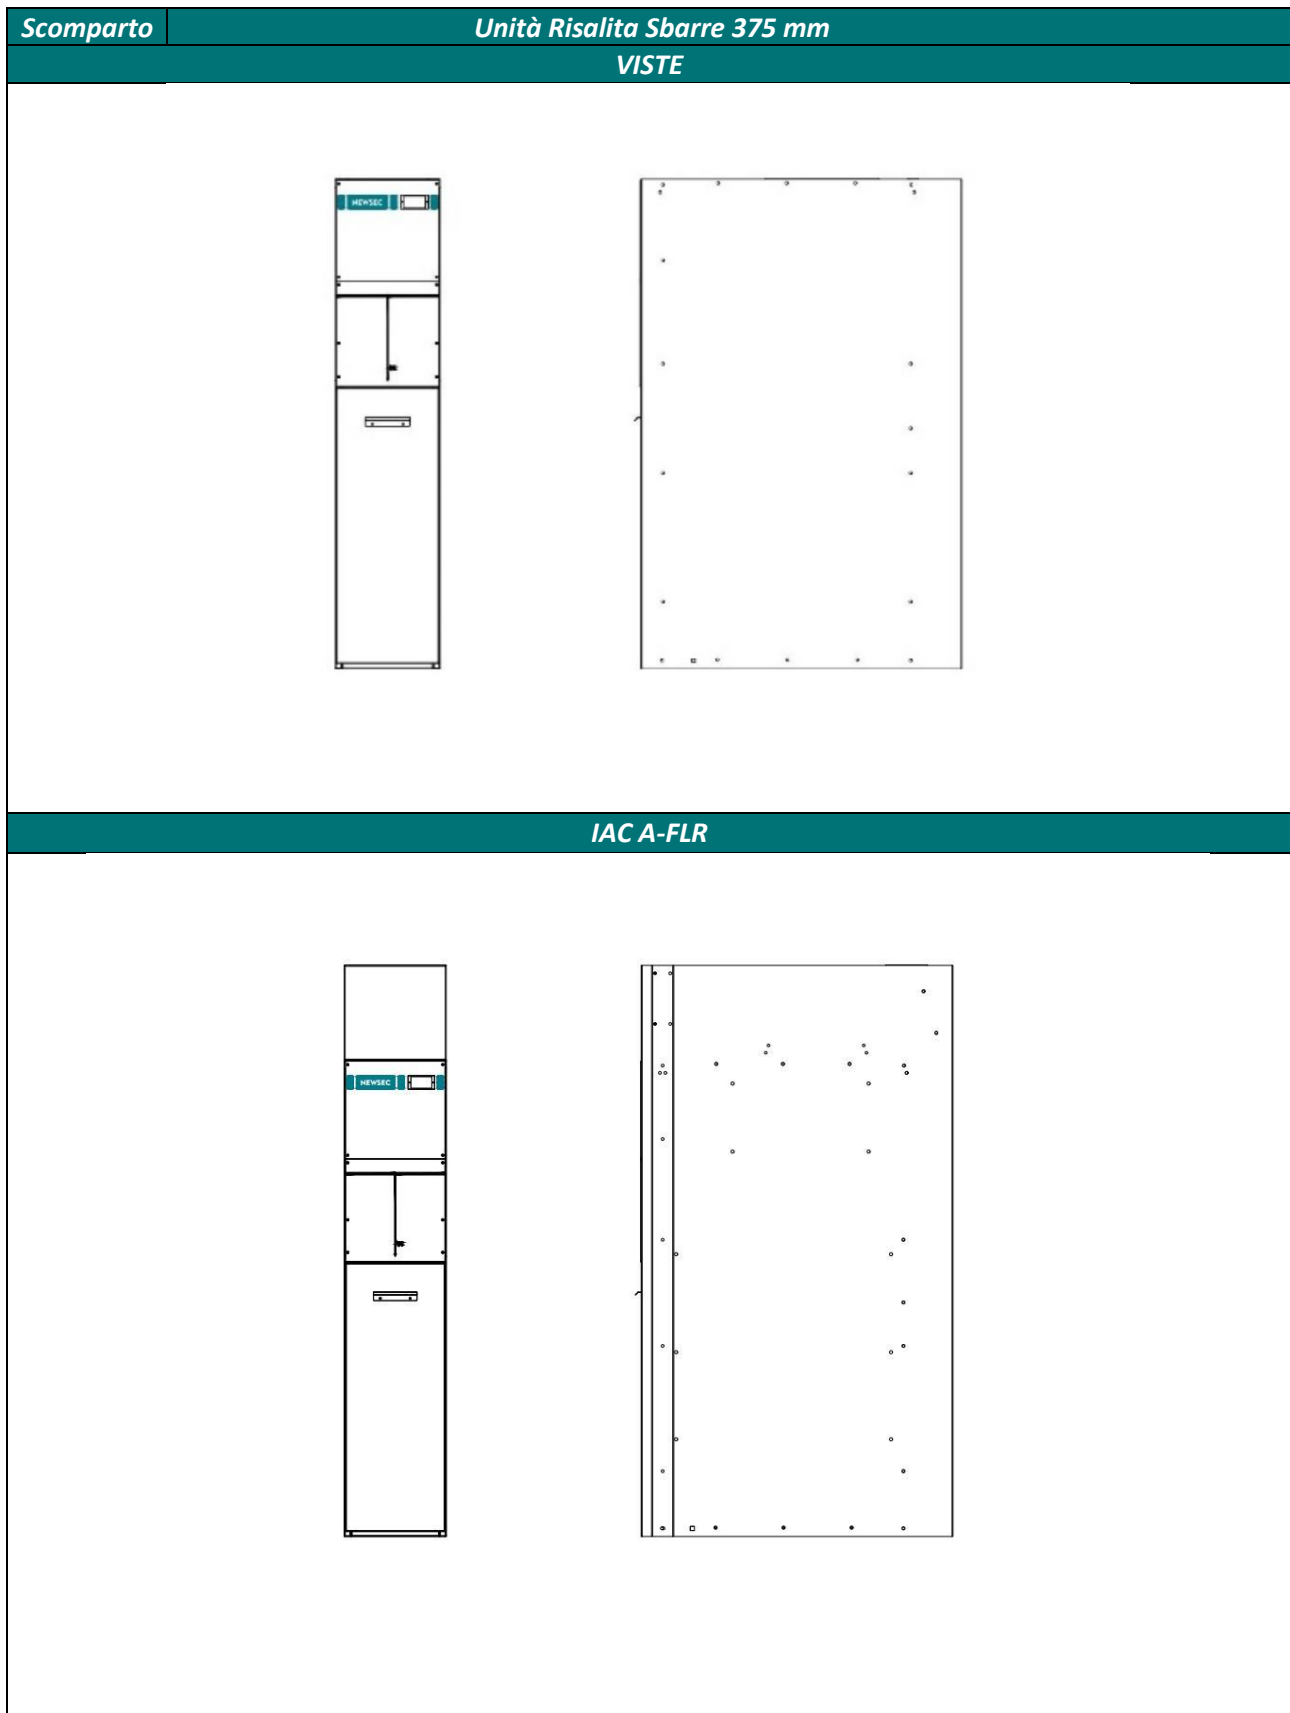 Scomparto
Unità Risalita Sbarre 375 mm
VISTE
NEWSEC
IAC A-FLR
NEWSEC